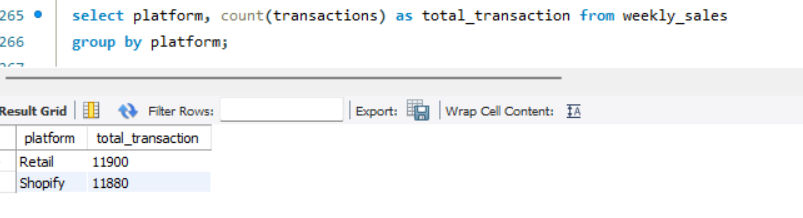 265 select platform, count(transactions) as total_transaction from weekly_sales
266 group by platform;
Result Grid Filter Rows: Export: Wrap Cell Content: IA
platform total_transaction
Retail 11900
Shopify 11880